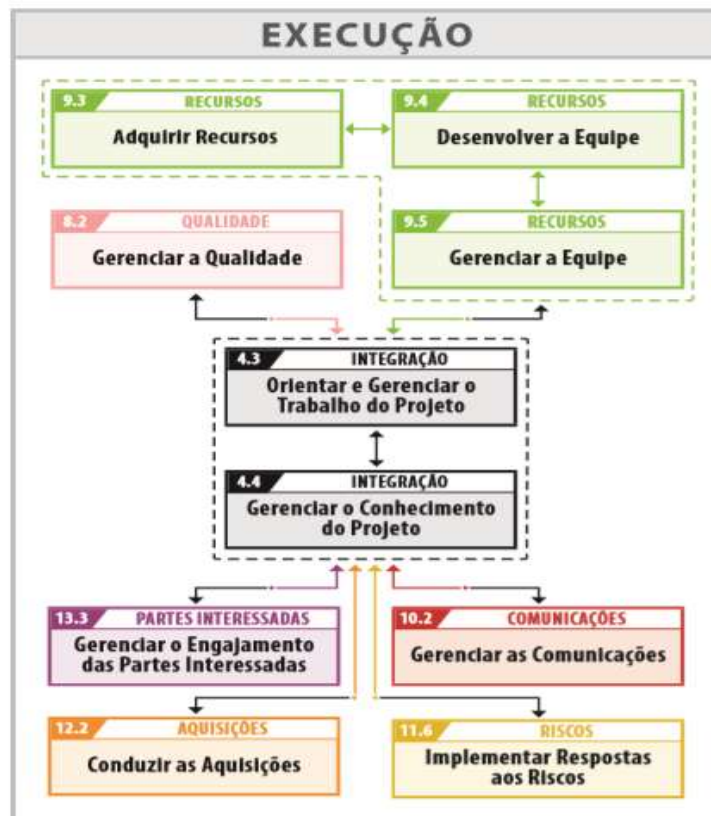 EXECUÇÃO
9.3 RECURSOS
Adquirir Recursos
9.4 RECURSOS
Desenvolver a Equipe
8.2 QUALIDADE
Gerenciar a Qualidade
9.5 RECURSOS
Gerenciar a Equipe
4.3 INTEGRAÇÃO
Orientar e Gerenciar o
Trabalho do Projeto
4.4 INTEGRAÇÃO
Gerenciar o Conhecimento
do Projeto
13.3 PARTES INTERESSADAS
Gerenciar o Engajamento
das Partes Interessadas
10.2 COMUNICAÇÕES
Gerenciar as Comunicações
12.2 AQUISIÇÕES
Conduzir as Aquisições
11.6 RISCOS
Implementar Respostas
aos Riscos